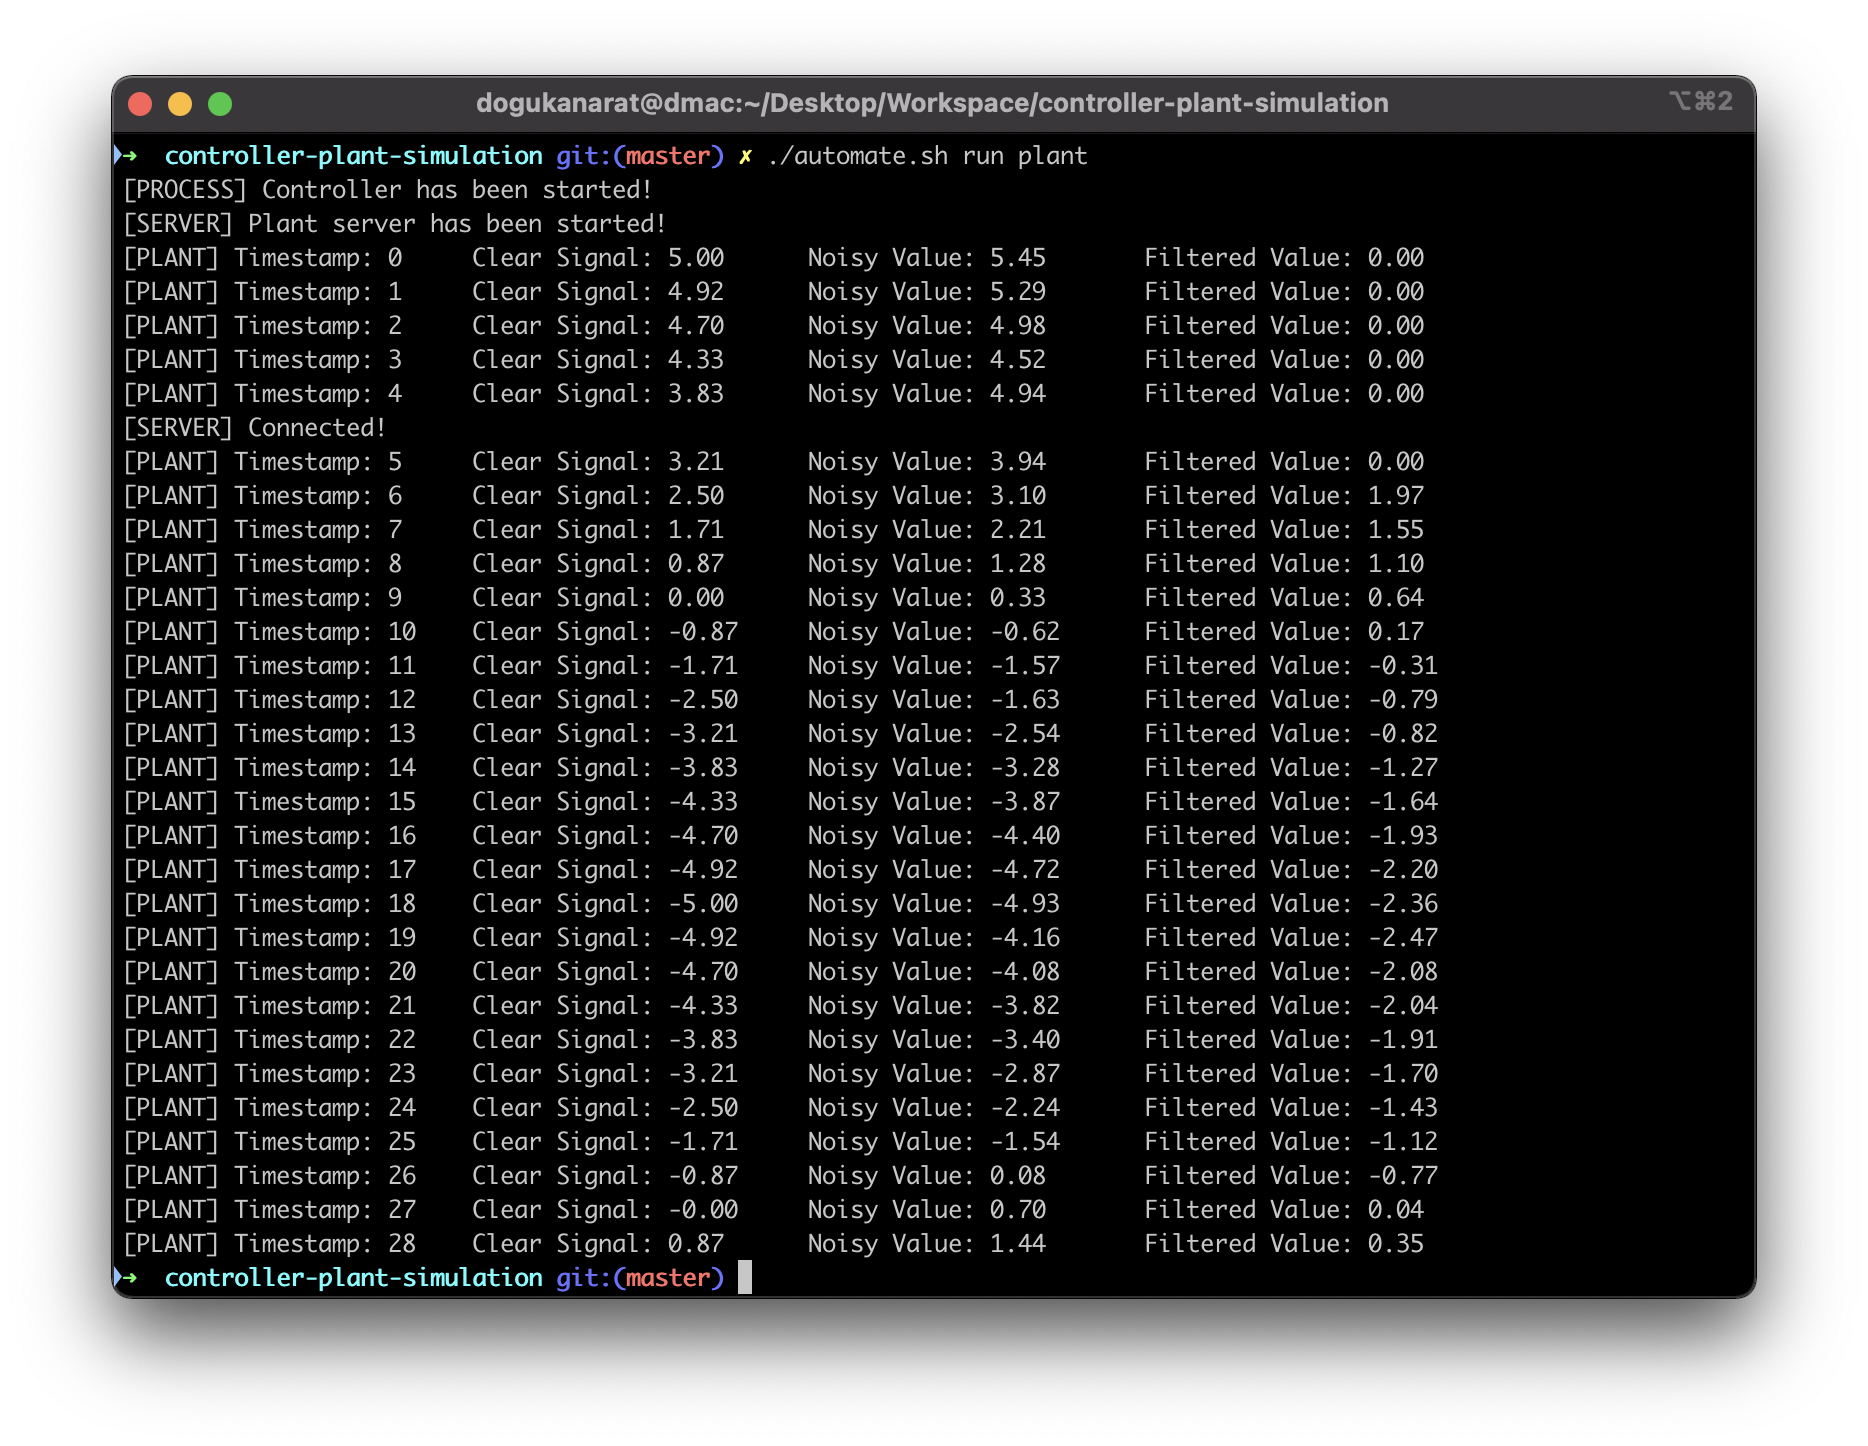 dogukanarat@dmac:~/Desktop/Workspace/controller-plant-simulation ⌥⌘2
➜ controller-plant-simulation git:(master) ✗ ./automate.sh run plant
[PROCESS] Controller has been started!
[SERVER] Plant server has been started!
[PLANT] Timestamp: 0 Clear Signal: 5.00 Noisy Value: 5.45 Filtered Value: 0.00
[PLANT] Timestamp: 1 Clear Signal: 4.92 Noisy Value: 5.29 Filtered Value: 0.00
[PLANT] Timestamp: 2 Clear Signal: 4.70 Noisy Value: 4.98 Filtered Value: 0.00
[PLANT] Timestamp: 3 Clear Signal: 4.33 Noisy Value: 4.52 Filtered Value: 0.00
[PLANT] Timestamp: 4 Clear Signal: 3.83 Noisy Value: 4.94 Filtered Value: 0.00
[SERVER] Connected!
[PLANT] Timestamp: 5 Clear Signal: 3.21 Noisy Value: 3.94 Filtered Value: 0.00
[PLANT] Timestamp: 6 Clear Signal: 2.50 Noisy Value: 3.10 Filtered Value: 1.97
[PLANT] Timestamp: 7 Clear Signal: 1.71 Noisy Value: 2.21 Filtered Value: 1.55
[PLANT] Timestamp: 8 Clear Signal: 0.87 Noisy Value: 1.28 Filtered Value: 1.10
[PLANT] Timestamp: 9 Clear Signal: 0.00 Noisy Value: 0.33 Filtered Value: 0.64
[PLANT] Timestamp: 10 Clear Signal: -0.87 Noisy Value: -0.62 Filtered Value: 0.17
[PLANT] Timestamp: 11 Clear Signal: -1.71 Noisy Value: -1.57 Filtered Value: -0.31
[PLANT] Timestamp: 12 Clear Signal: -2.50 Noisy Value: -1.63 Filtered Value: -0.79
[PLANT] Timestamp: 13 Clear Signal: -3.21 Noisy Value: -2.54 Filtered Value: -0.82
[PLANT] Timestamp: 14 Clear Signal: -3.83 Noisy Value: -3.28 Filtered Value: -1.27
[PLANT] Timestamp: 15 Clear Signal: -4.33 Noisy Value: -3.87 Filtered Value: -1.64
[PLANT] Timestamp: 16 Clear Signal: -4.70 Noisy Value: -4.40 Filtered Value: -1.93
[PLANT] Timestamp: 17 Clear Signal: -4.92 Noisy Value: -4.72 Filtered Value: -2.20
[PLANT] Timestamp: 18 Clear Signal: -5.00 Noisy Value: -4.93 Filtered Value: -2.36
[PLANT] Timestamp: 19 Clear Signal: -4.92 Noisy Value: -4.16 Filtered Value: -2.47
[PLANT] Timestamp: 20 Clear Signal: -4.70 Noisy Value: -4.08 Filtered Value: -2.08
[PLANT] Timestamp: 21 Clear Signal: -4.33 Noisy Value: -3.82 Filtered Value: -2.04
[PLANT] Timestamp: 22 Clear Signal: -3.83 Noisy Value: -3.40 Filtered Value: -1.91
[PLANT] Timestamp: 23 Clear Signal: -3.21 Noisy Value: -2.87 Filtered Value: -1.70
[PLANT] Timestamp: 24 Clear Signal: -2.50 Noisy Value: -2.24 Filtered Value: -1.43
[PLANT] Timestamp: 25 Clear Signal: -1.71 Noisy Value: -1.54 Filtered Value: -1.12
[PLANT] Timestamp: 26 Clear Signal: -0.87 Noisy Value: 0.08 Filtered Value: -0.77
[PLANT] Timestamp: 27 Clear Signal: -0.00 Noisy Value: 0.70 Filtered Value: 0.04
[PLANT] Timestamp: 28 Clear Signal: 0.87 Noisy Value: 1.44 Filtered Value: 0.35
➜ controller-plant-simulation git:(master)